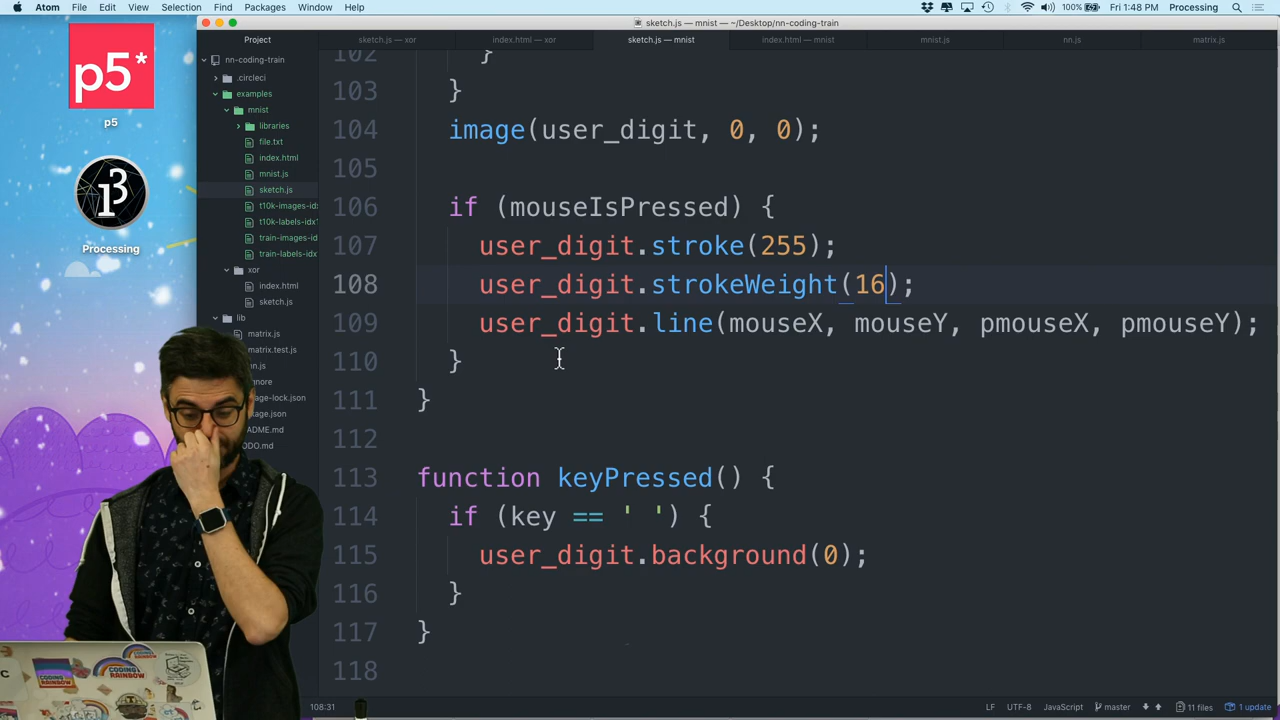 Atom File Edit View Selection Find Packages Window Help
100% Fri 1:48 PM Processing
sketch.js — mnist — ~/Desktop/nn-coding-train
Project
sketch.js — xor
index.html — xor
sketch.js — mnist
index.html — mnist
mnist.js
nn.js
matrix.js
nn-coding-train
.circleci
examples
mnist
libraries
file.txt
index.html
mnist.js
sketch.js
t10k-images-idx
t10k-labels-idx1
train-images-id
train-labels-idx
xor
index.html
sketch.js
lib
matrix.js
matrix.test.js
nn.js
ignore
age-lock.json
kage.json
ADME.md
ODO.md
p5*
p5
Processing
102 }
103 }
104 image(user_digit, 0, 0);
105
106 if (mouseIsPressed) {
107 user_digit.stroke(255);
108 user_digit.strokeWeight(16);
109 user_digit.line(mouseX, mouseY, pmouseX, pmouseY);
110 }
111 }
112
113 function keyPressed() {
114 if (key == ' ') {
115 user_digit.background(0);
116 }
117 }
118
108:31
LF UTF-8 JavaScript master 11 files 1 update
CODING RAINBOW